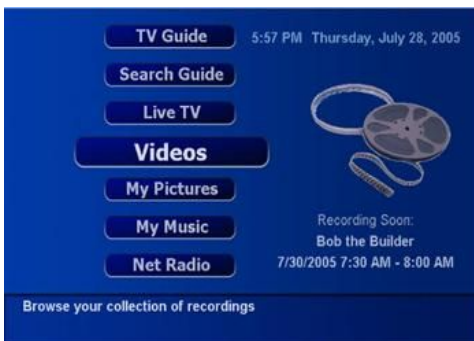 TV Guide
5:57 PM Thursday, July 28, 2005
Search Guide
Live TV
Videos
My Pictures
My Music
Net Radio
Recording Soon:
Bob the Builder
7/30/2005 7:30 AM - 8:00 AM
Browse your collection of recordings